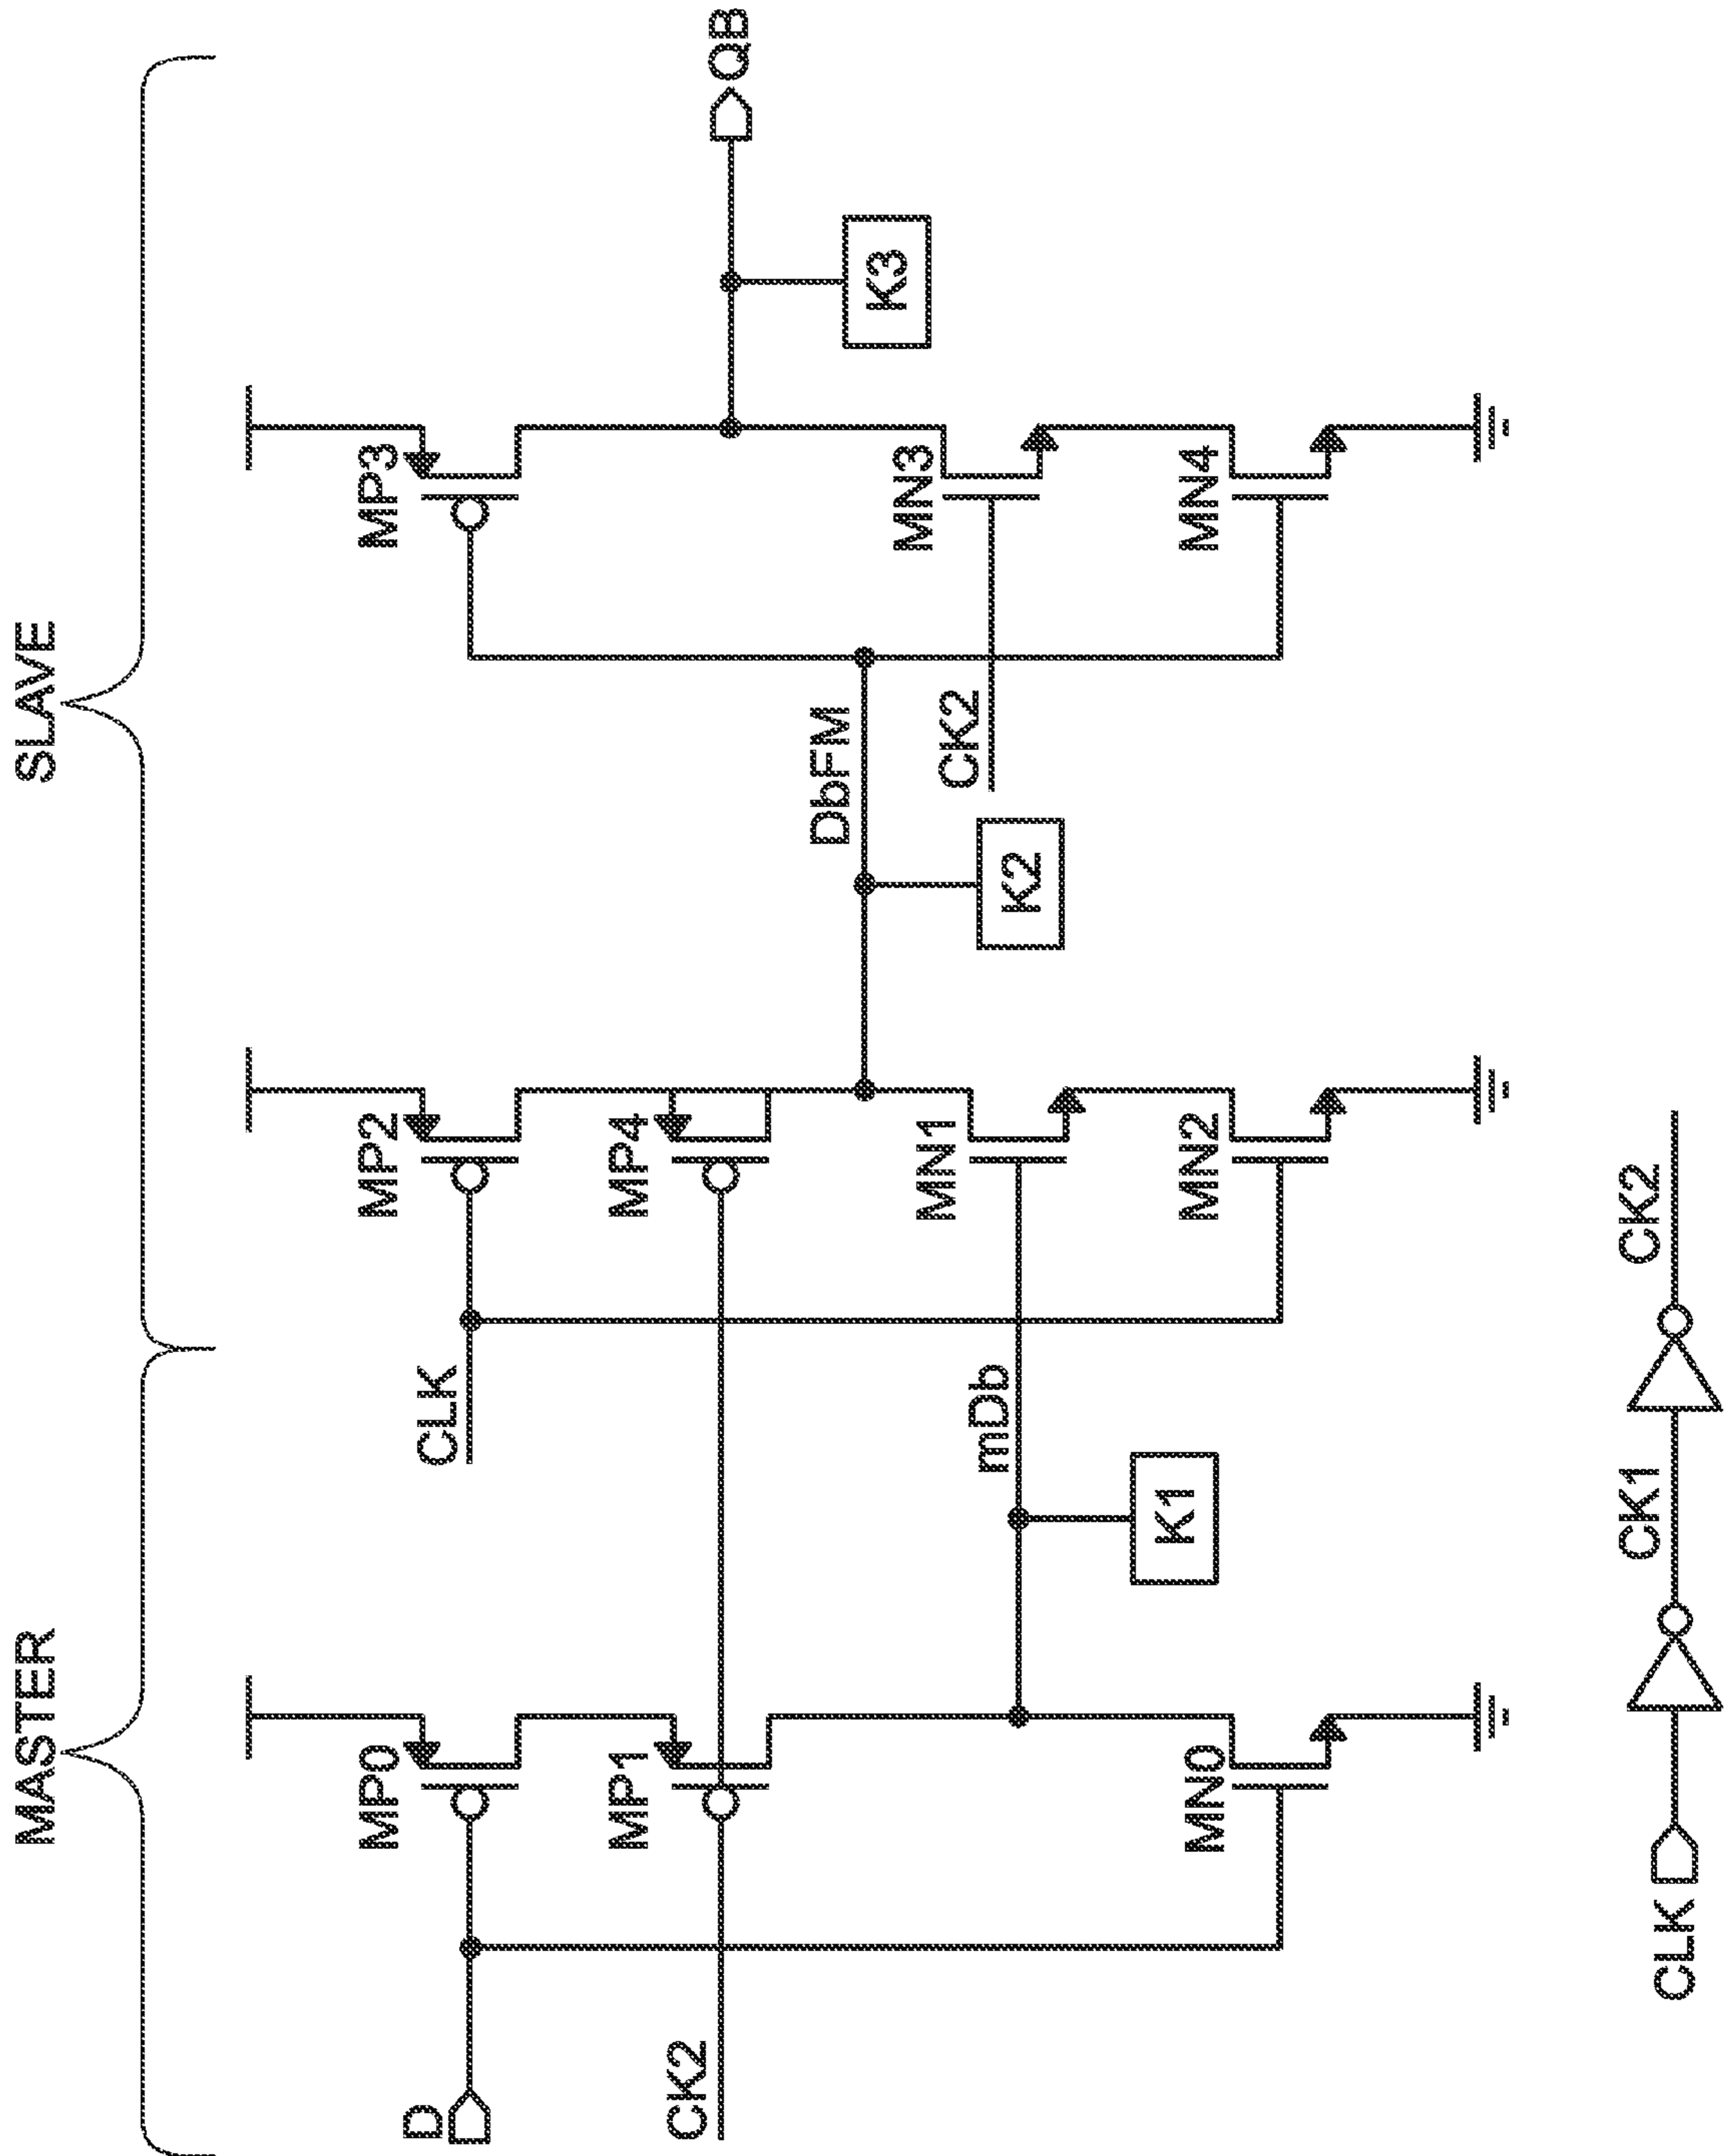 MASTER
SLAVE
D
MP0
CLK
MP2
MP3
CK2
MP1
MP4
DbFM
QB
K3
mDb
MN1
K2
CK2
MN3
K1
MN0
MN2
MN4
CLK
CK1
CK2